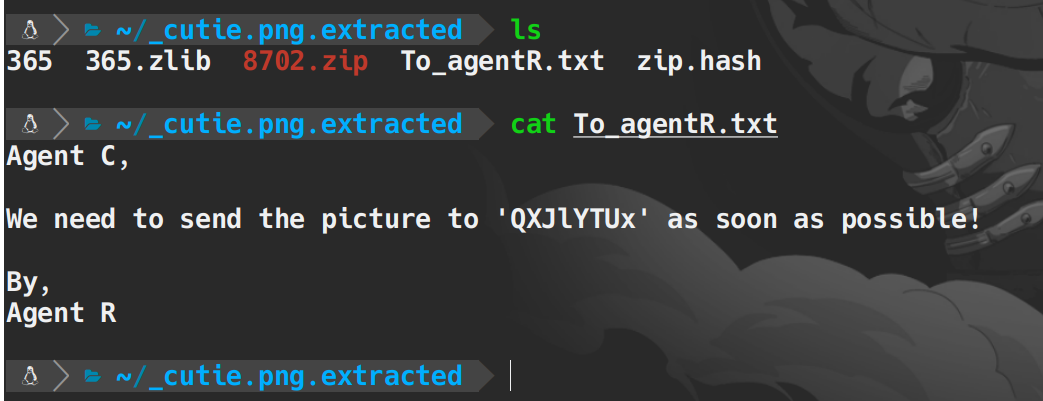 ~/_cutie.png.extracted ls
365 365.zlib 8702.zip To_agentR.txt zip.hash
~/_cutie.png.extracted cat To_agentR.txt
Agent C,
We need to send the picture to 'QXJlYTUx' as soon as possible!
By,
Agent R
~/_cutie.png.extracted